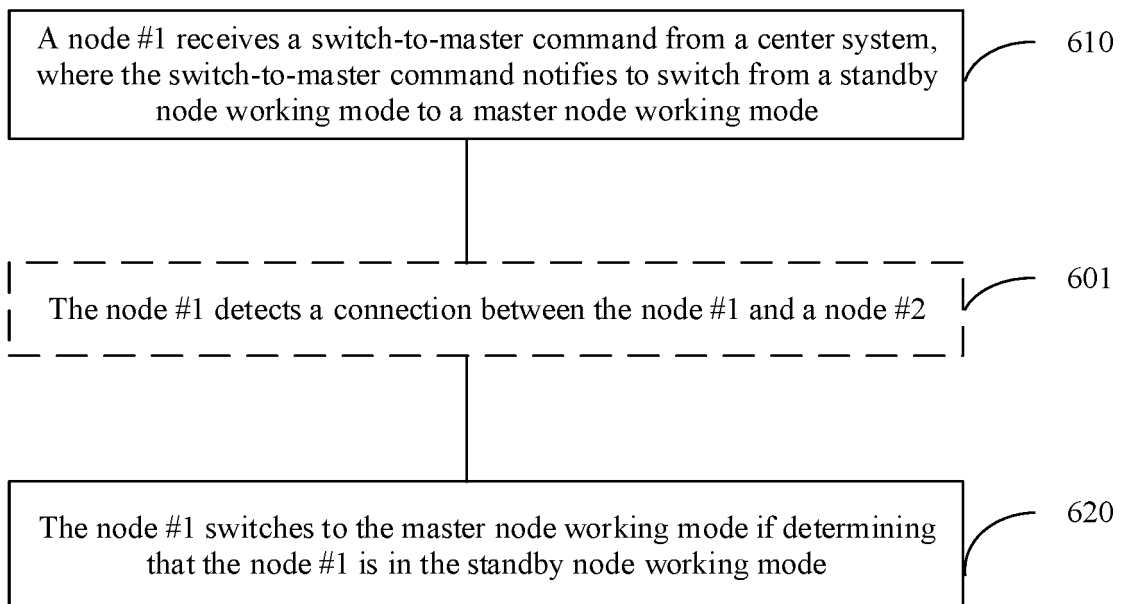 A node #1 receives a switch-to-master command from a center system,
where the switch-to-master command notifies to switch from a standby
node working mode to a master node working mode
610
The node #1 detects a connection between the node #1 and a node #2
601
The node #1 switches to the master node working mode if determining
that the node #1 is in the standby node working mode
620